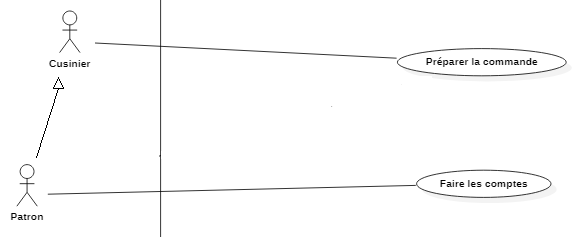 Cusinier
Préparer la commande
Faire les comptes
Patron